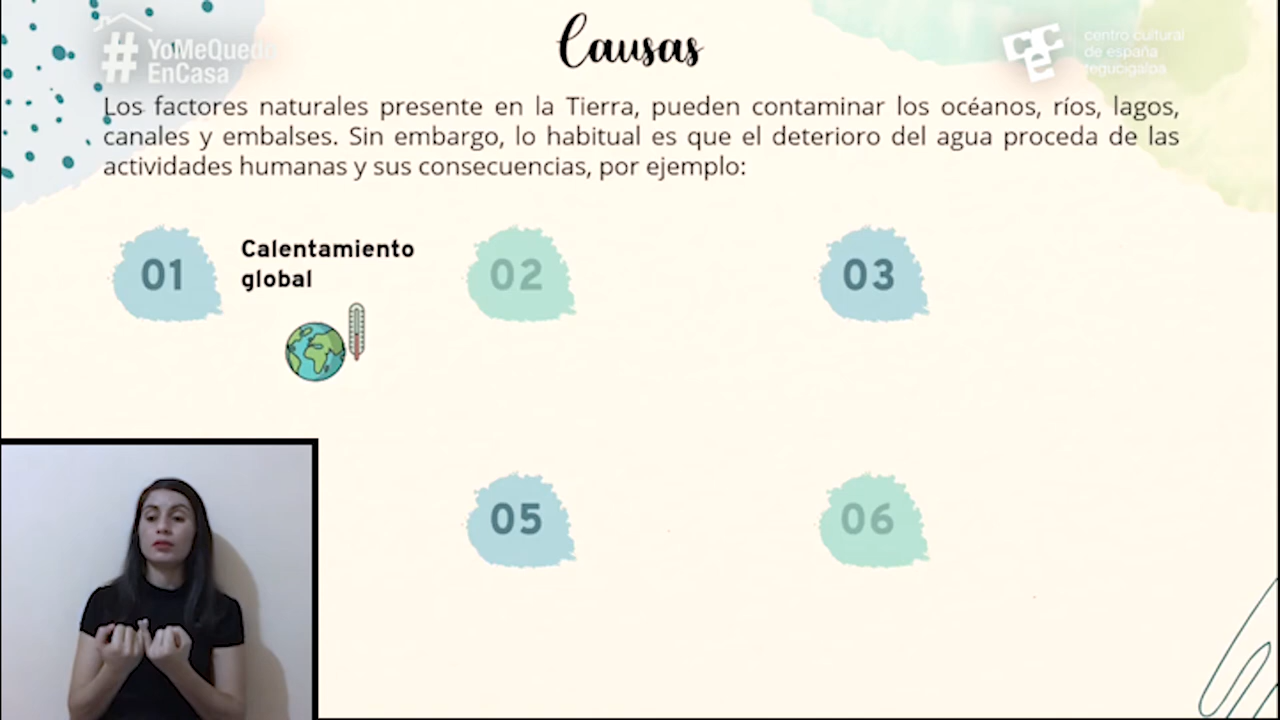 Causas
# YoMeQuedo
EnCasa
centro cultural
de españa
tegucigalpa
Los factores naturales presente en la Tierra, pueden contaminar los océanos, ríos, lagos,
canales y embalses. Sin embargo, lo habitual es que el deterioro del agua proceda de las
actividades humanas y sus consecuencias, por ejemplo:
01 Calentamiento
global
02
03
05
06